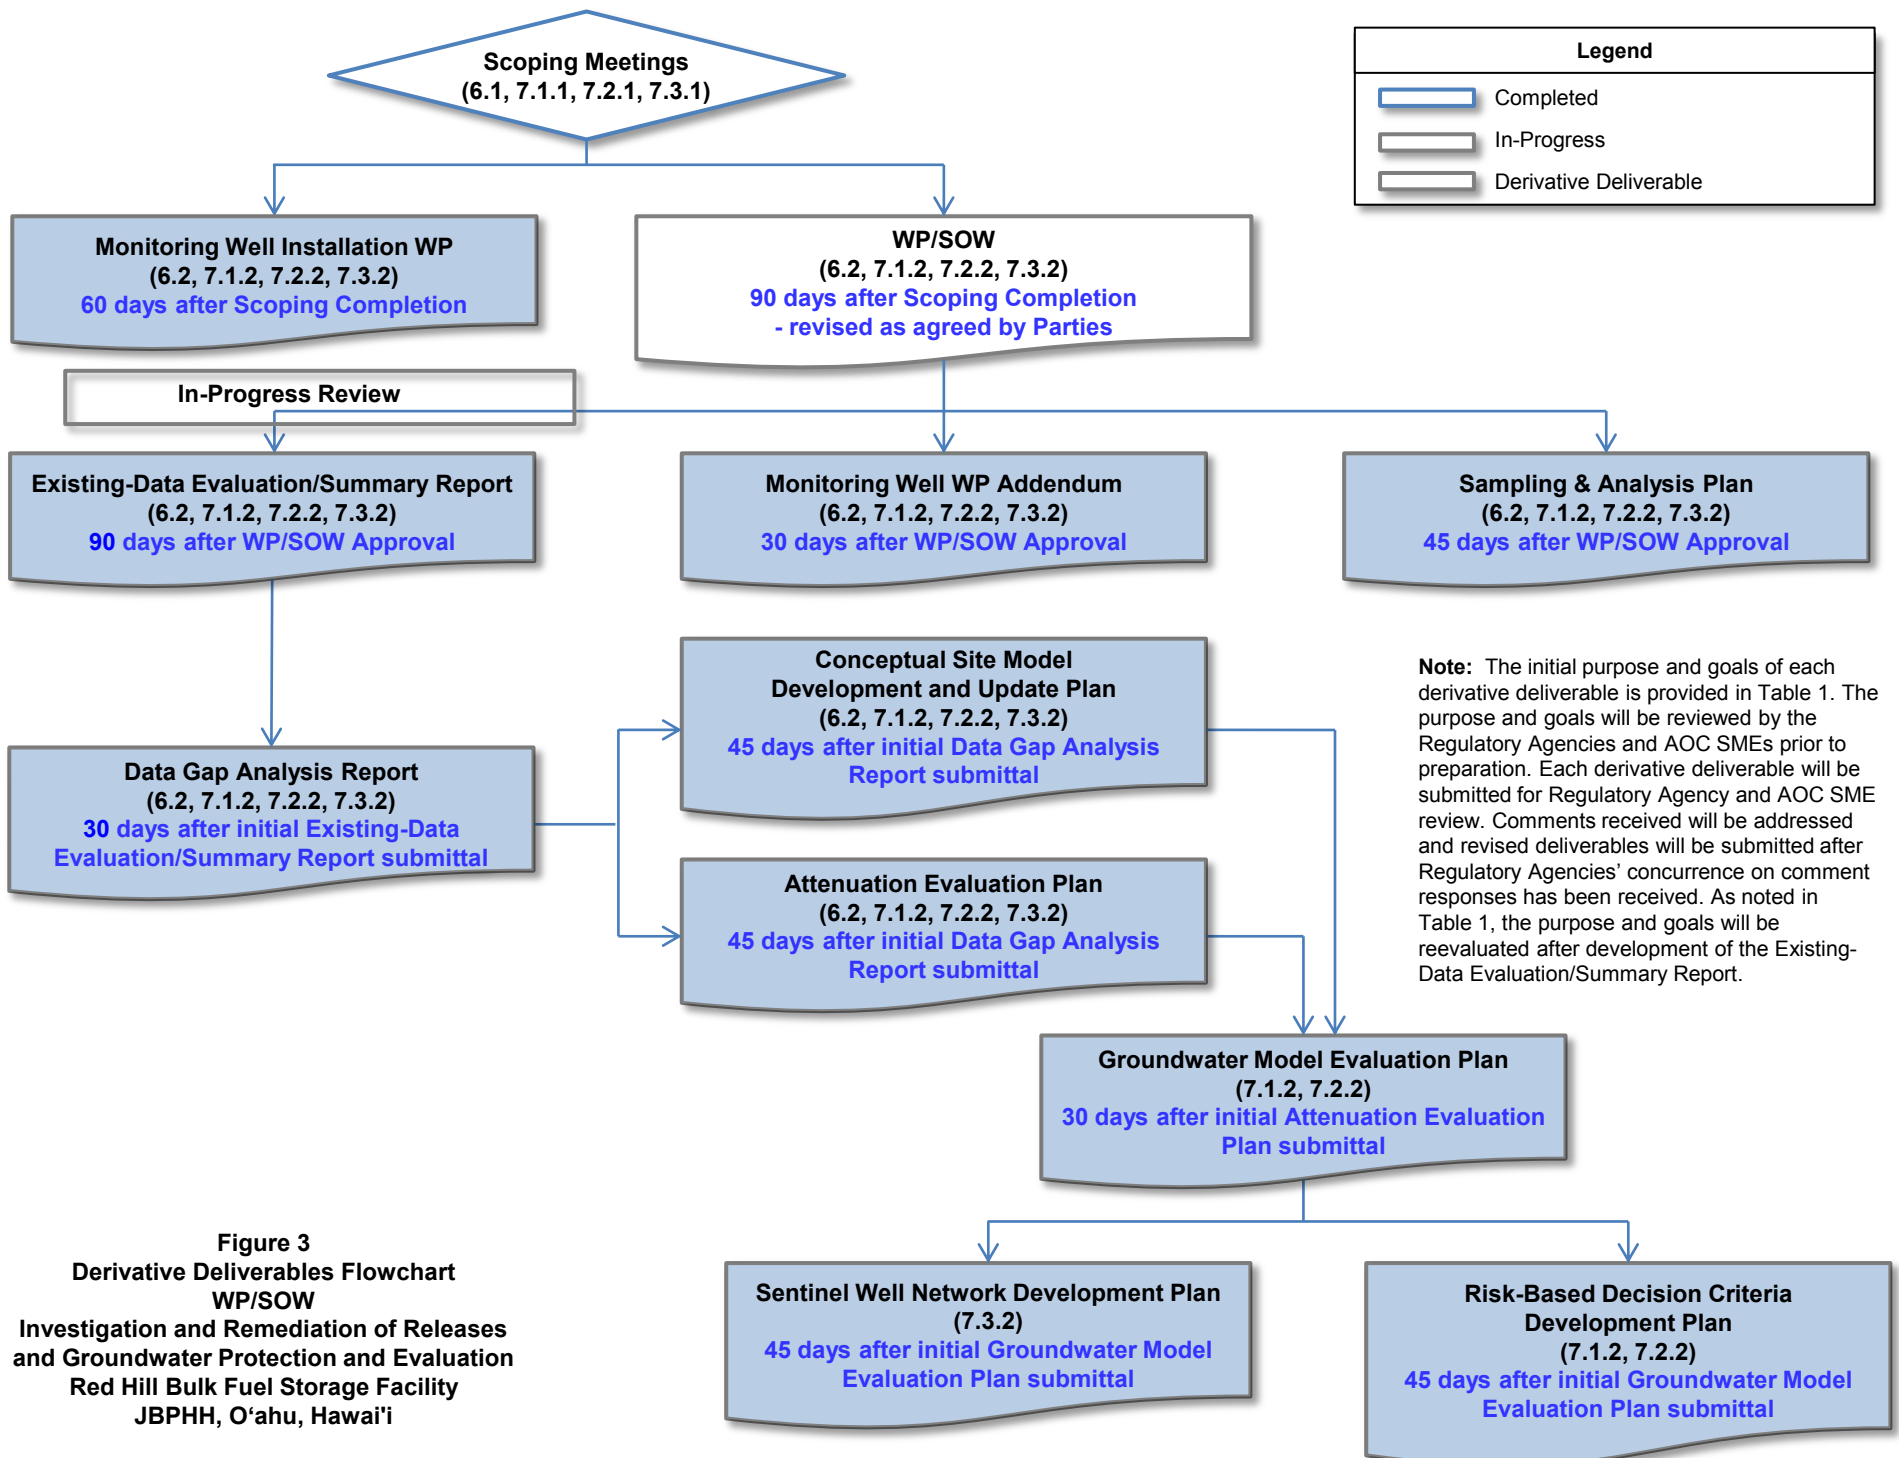 Scoping Meetings
(6.1, 7.1.1, 7.2.1, 7.3.1)
Legend
Completed
In-Progress
Derivative Deliverable
Monitoring Well Installation WP
(6.2, 7.1.2, 7.2.2, 7.3.2)
60 days after Scoping Completion
WP/SOW
(6.2, 7.1.2, 7.2.2, 7.3.2)
90 days after Scoping Completion
- revised as agreed by Parties
In-Progress Review
Existing-Data Evaluation/Summary Report
(6.2, 7.1.2, 7.2.2, 7.3.2)
90 days after WP/SOW Approval
Monitoring Well WP Addendum
(6.2, 7.1.2, 7.2.2, 7.3.2)
30 days after WP/SOW Approval
Sampling & Analysis Plan
(6.2, 7.1.2, 7.2.2, 7.3.2)
45 days after WP/SOW Approval
Conceptual Site Model
Development and Update Plan
(6.2, 7.1.2, 7.2.2, 7.3.2)
45 days after initial Data Gap Analysis
Report submittal
Note: The initial purpose and goals of each
derivative deliverable is provided in Table 1. The
purpose and goals will be reviewed by the
Regulatory Agencies and AOC SMEs prior to
preparation. Each derivative deliverable will be
submitted for Regulatory Agency and AOC SME
review. Comments received will be addressed
and revised deliverables will be submitted after
Regulatory Agencies’ concurrence on comment
responses has been received. As noted in
Table 1, the purpose and goals will be
reevaluated after development of the Existing-
Data Evaluation/Summary Report.
Data Gap Analysis Report
(6.2, 7.1.2, 7.2.2, 7.3.2)
30 days after initial Existing-Data
Evaluation/Summary Report submittal
Attenuation Evaluation Plan
(6.2, 7.1.2, 7.2.2, 7.3.2)
45 days after initial Data Gap Analysis
Report submittal
Groundwater Model Evaluation Plan
(7.1.2, 7.2.2)
30 days after initial Attenuation Evaluation
Plan submittal
Figure 3
Derivative Deliverables Flowchart
WP/SOW
Investigation and Remediation of Releases
and Groundwater Protection and Evaluation
Red Hill Bulk Fuel Storage Facility
JBPHH, O‘ahu, Hawai'i
Sentinel Well Network Development Plan
(7.3.2)
45 days after initial Groundwater Model
Evaluation Plan submittal
Risk-Based Decision Criteria
Development Plan
(7.1.2, 7.2.2)
45 days after initial Groundwater Model
Evaluation Plan submittal